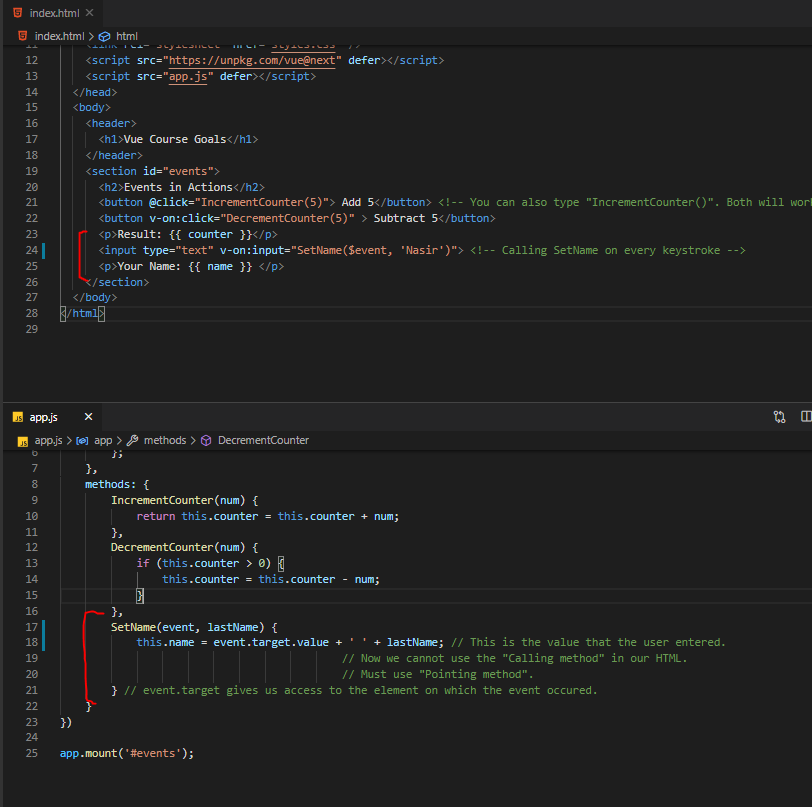 index.html
index.html > html
11 <link rel="stylesheet" href="styles.css" />
12 <script src="https://unpkg.com/vue@next" defer></script>
13 <script src="app.js" defer></script>
14 </head>
15 <body>
16 <header>
17 <h1>Vue Course Goals</h1>
18 </header>
19 <section id="events">
20 <h2>Events in Actions</h2>
21 <button @click="IncrementCounter(5)"> Add 5</button> <!-- You can also type "IncrementCounter()". Both will wor
22 <button v-on:click="DecrementCounter(5)" > Subtract 5</button>
23 <p>Result: {{ counter }}</p>
24 <input type="text" v-on:input="SetName($event, 'Nasir')"> <!-- Calling SetName on every keystroke -->
25 <p>Your Name: {{ name }} </p>
26 </section>
27 </body>
28 </html>
29
JS app.js
JS app.js > app > methods > DecrementCounter
6 };
7 },
8 methods: {
9 IncrementCounter(num) {
10 return this.counter = this.counter + num;
11 },
12 DecrementCounter(num) {
13 if (this.counter > 0) {
14 this.counter = this.counter - num;
15 }
16 },
17 SetName(event, lastName) {
18 this.name = event.target.value + ' ' + lastName; // This is the value that the user entered.
19 // Now we cannot use the "Calling method" in our HTML.
20 // Must use "Pointing method".
21 } // event.target gives us access to the element on which the event occured.
22 }
23 })
24
25 app.mount('#events');